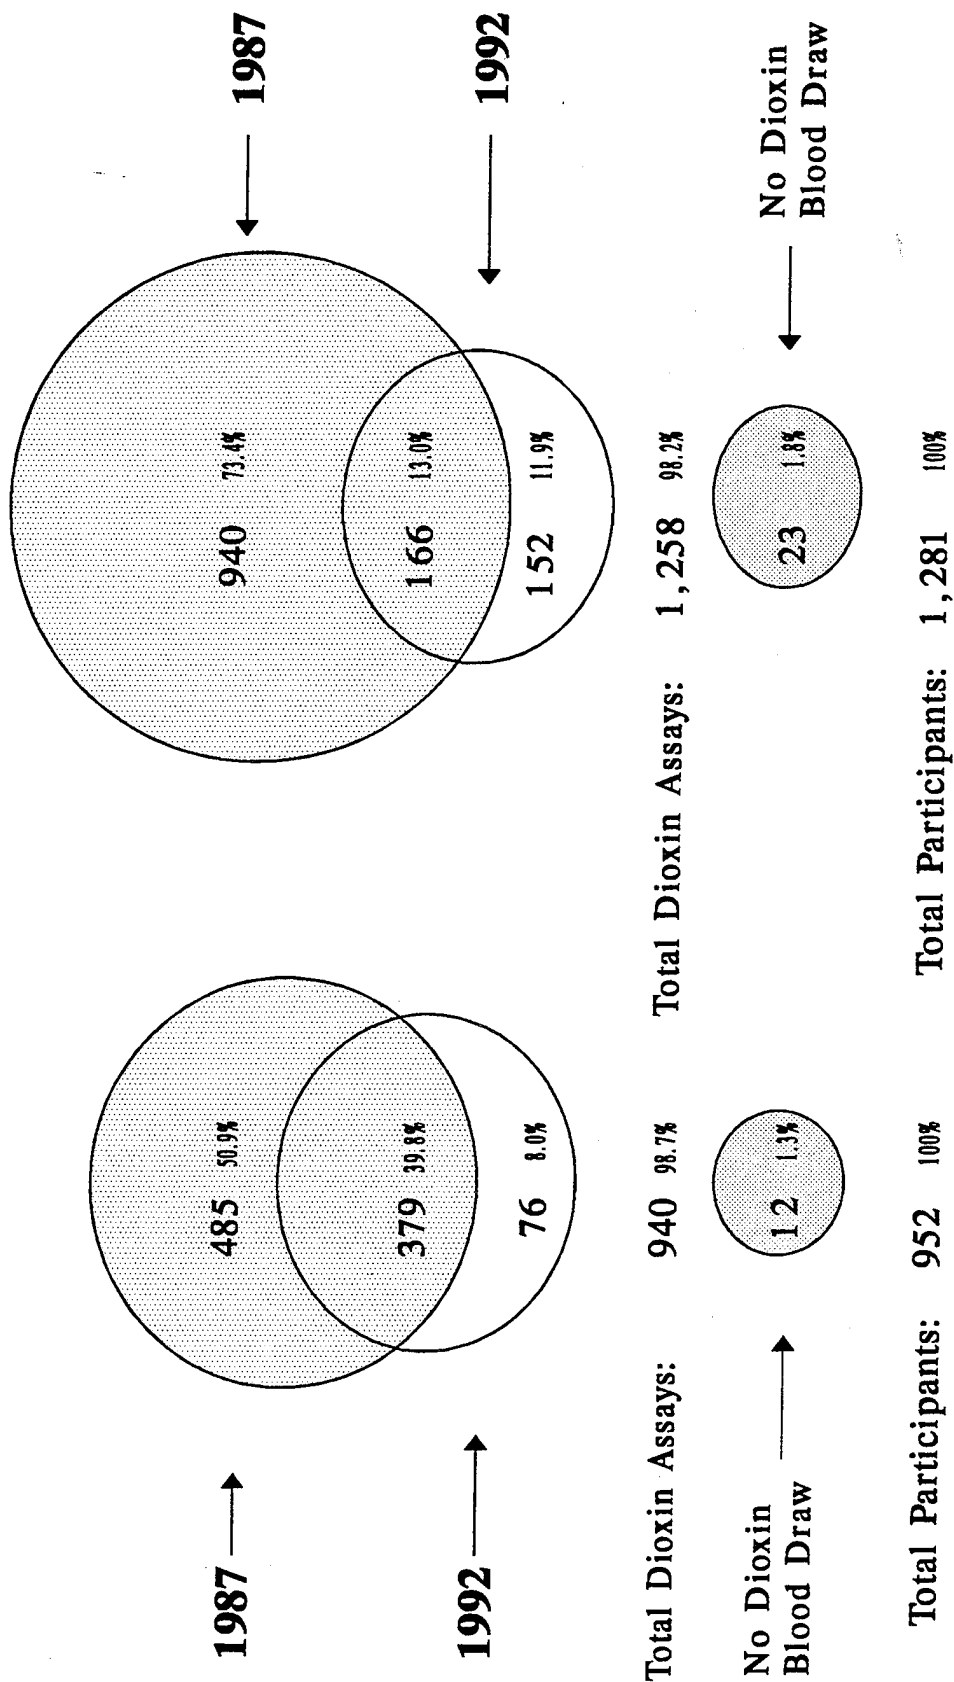 1987
485 50.9%
940 73.4%
1987
1992
379 39.8%
166 13.0%
1992
76 8.0%
152 11.9%
Total Dioxin Assays: 940 98.7%
Total Dioxin Assays: 1,258 98.2%
No Dioxin
Blood Draw
12 1.3%
23 1.8%
No Dioxin
Blood Draw
Total Participants: 952 100%
Total Participants: 1,281 100%